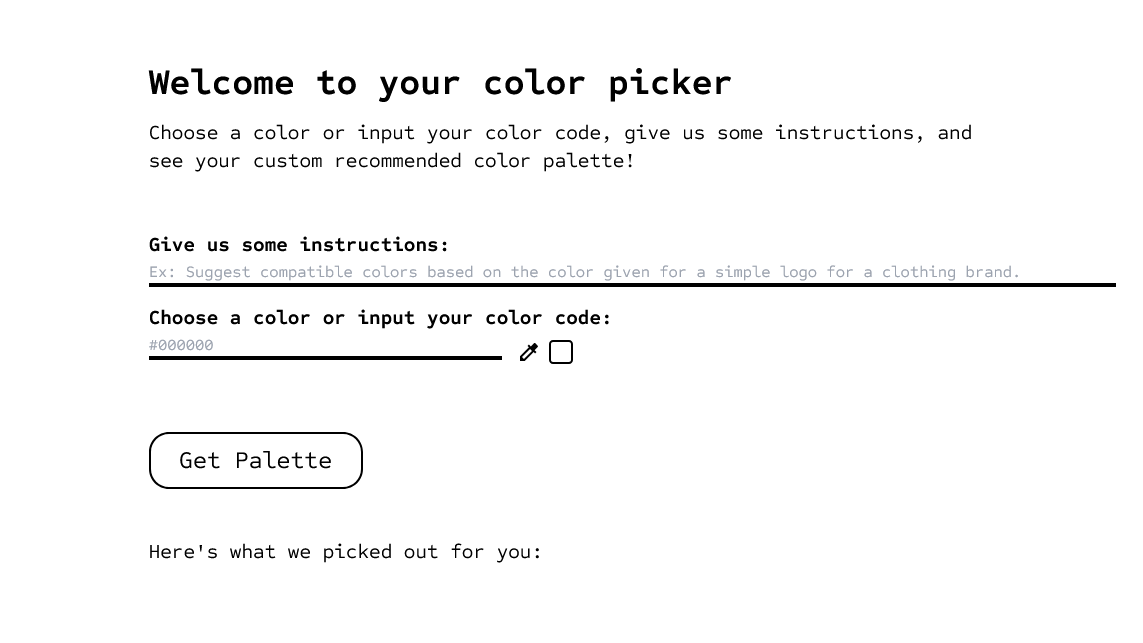 Welcome to your color picker
Choose a color or input your color code, give us some instructions, and
see your custom recommended color palette!
Give us some instructions:
Ex: Suggest compatible colors based on the color given for a simple logo for a clothing brand.
Choose a color or input your color code:
#000000
Get Palette
Here's what we picked out for you: